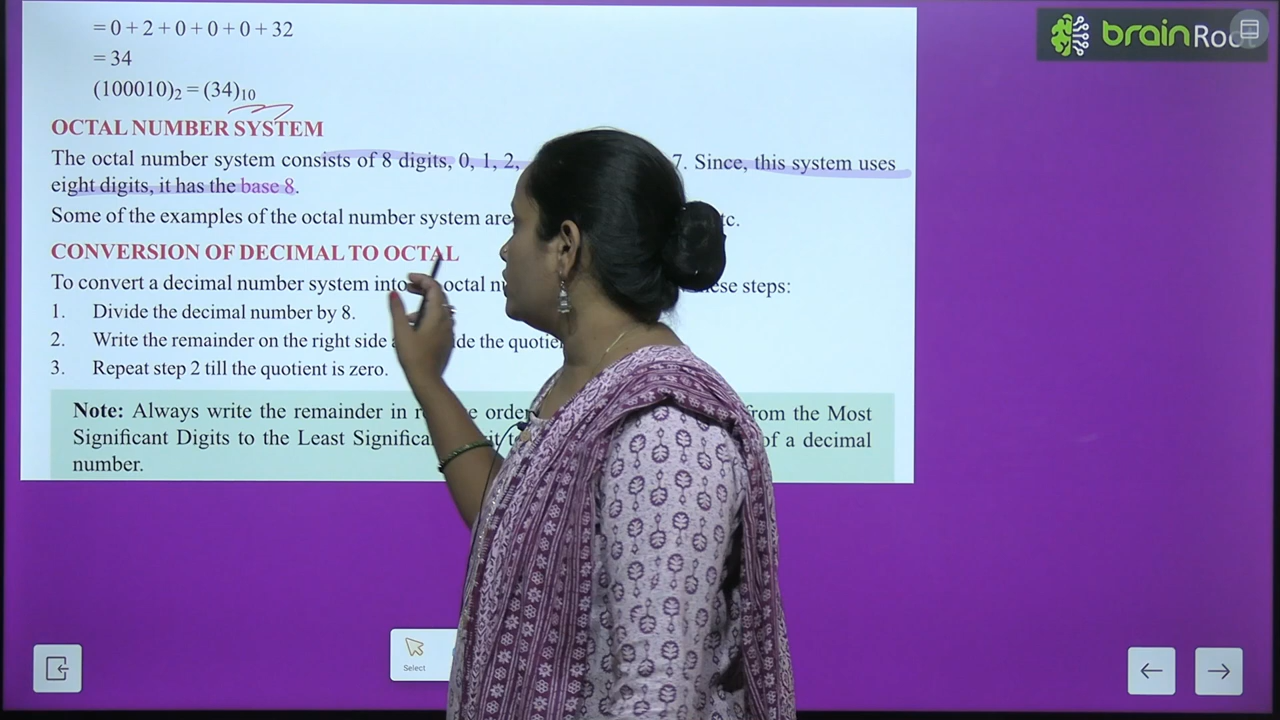 = 0 + 2 + 0 + 0 + 0 + 32
= 34
(100010)₂ = (34)₁₀
brainRoo
OCTAL NUMBER SYSTEM
The octal number system consists of 8 digits, 0, 1, 2, 7. Since, this system uses
eight digits, it has the base 8.
Some of the examples of the octal number system are tc.
CONVERSION OF DECIMAL TO OCTAL
To convert a decimal number system into octal these steps:
1. Divide the decimal number by 8.
2. Write the remainder on the right side the
3. Repeat step 2 till the quotient is zero.
Note: Always write the remainder in from the Most
Significant Digits to the Least of a decimal
number.
Select